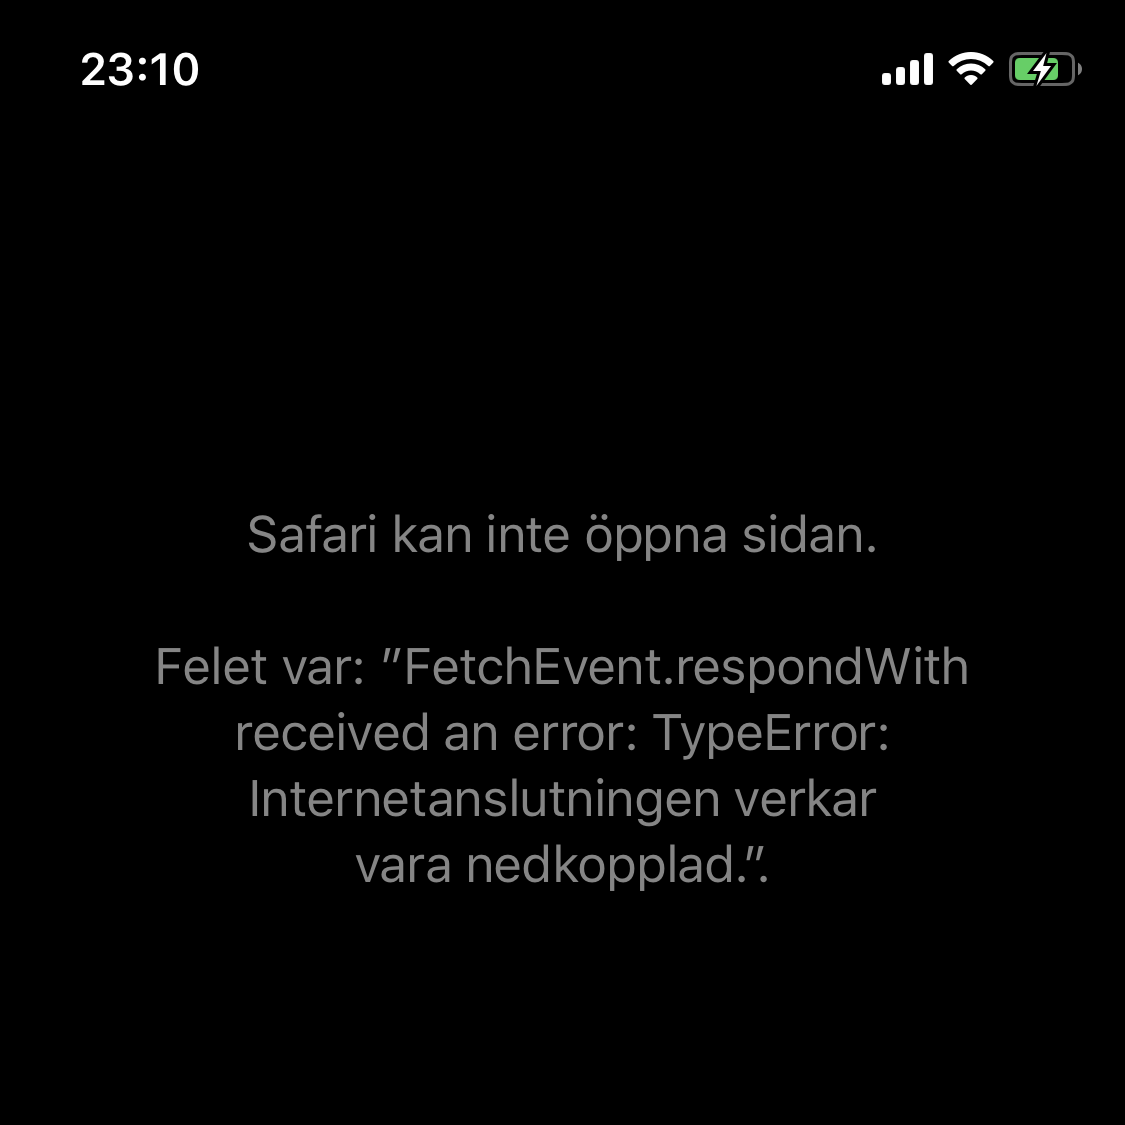 23:10
Safari kan inte öppna sidan.
Felet var: ”FetchEvent.respondWith
received an error: TypeError:
Internetanslutningen verkar
vara nedkopplad.”.